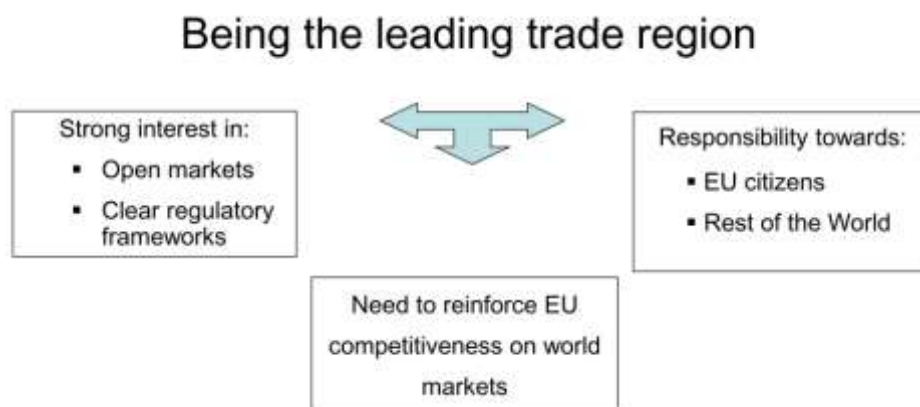 Being the leading trade region
Strong interest in:
▪ Open markets
▪ Clear regulatory
frameworks
Responsibility towards:
▪ EU citizens
▪ Rest of the World
Need to reinforce EU
competitiveness on world
markets